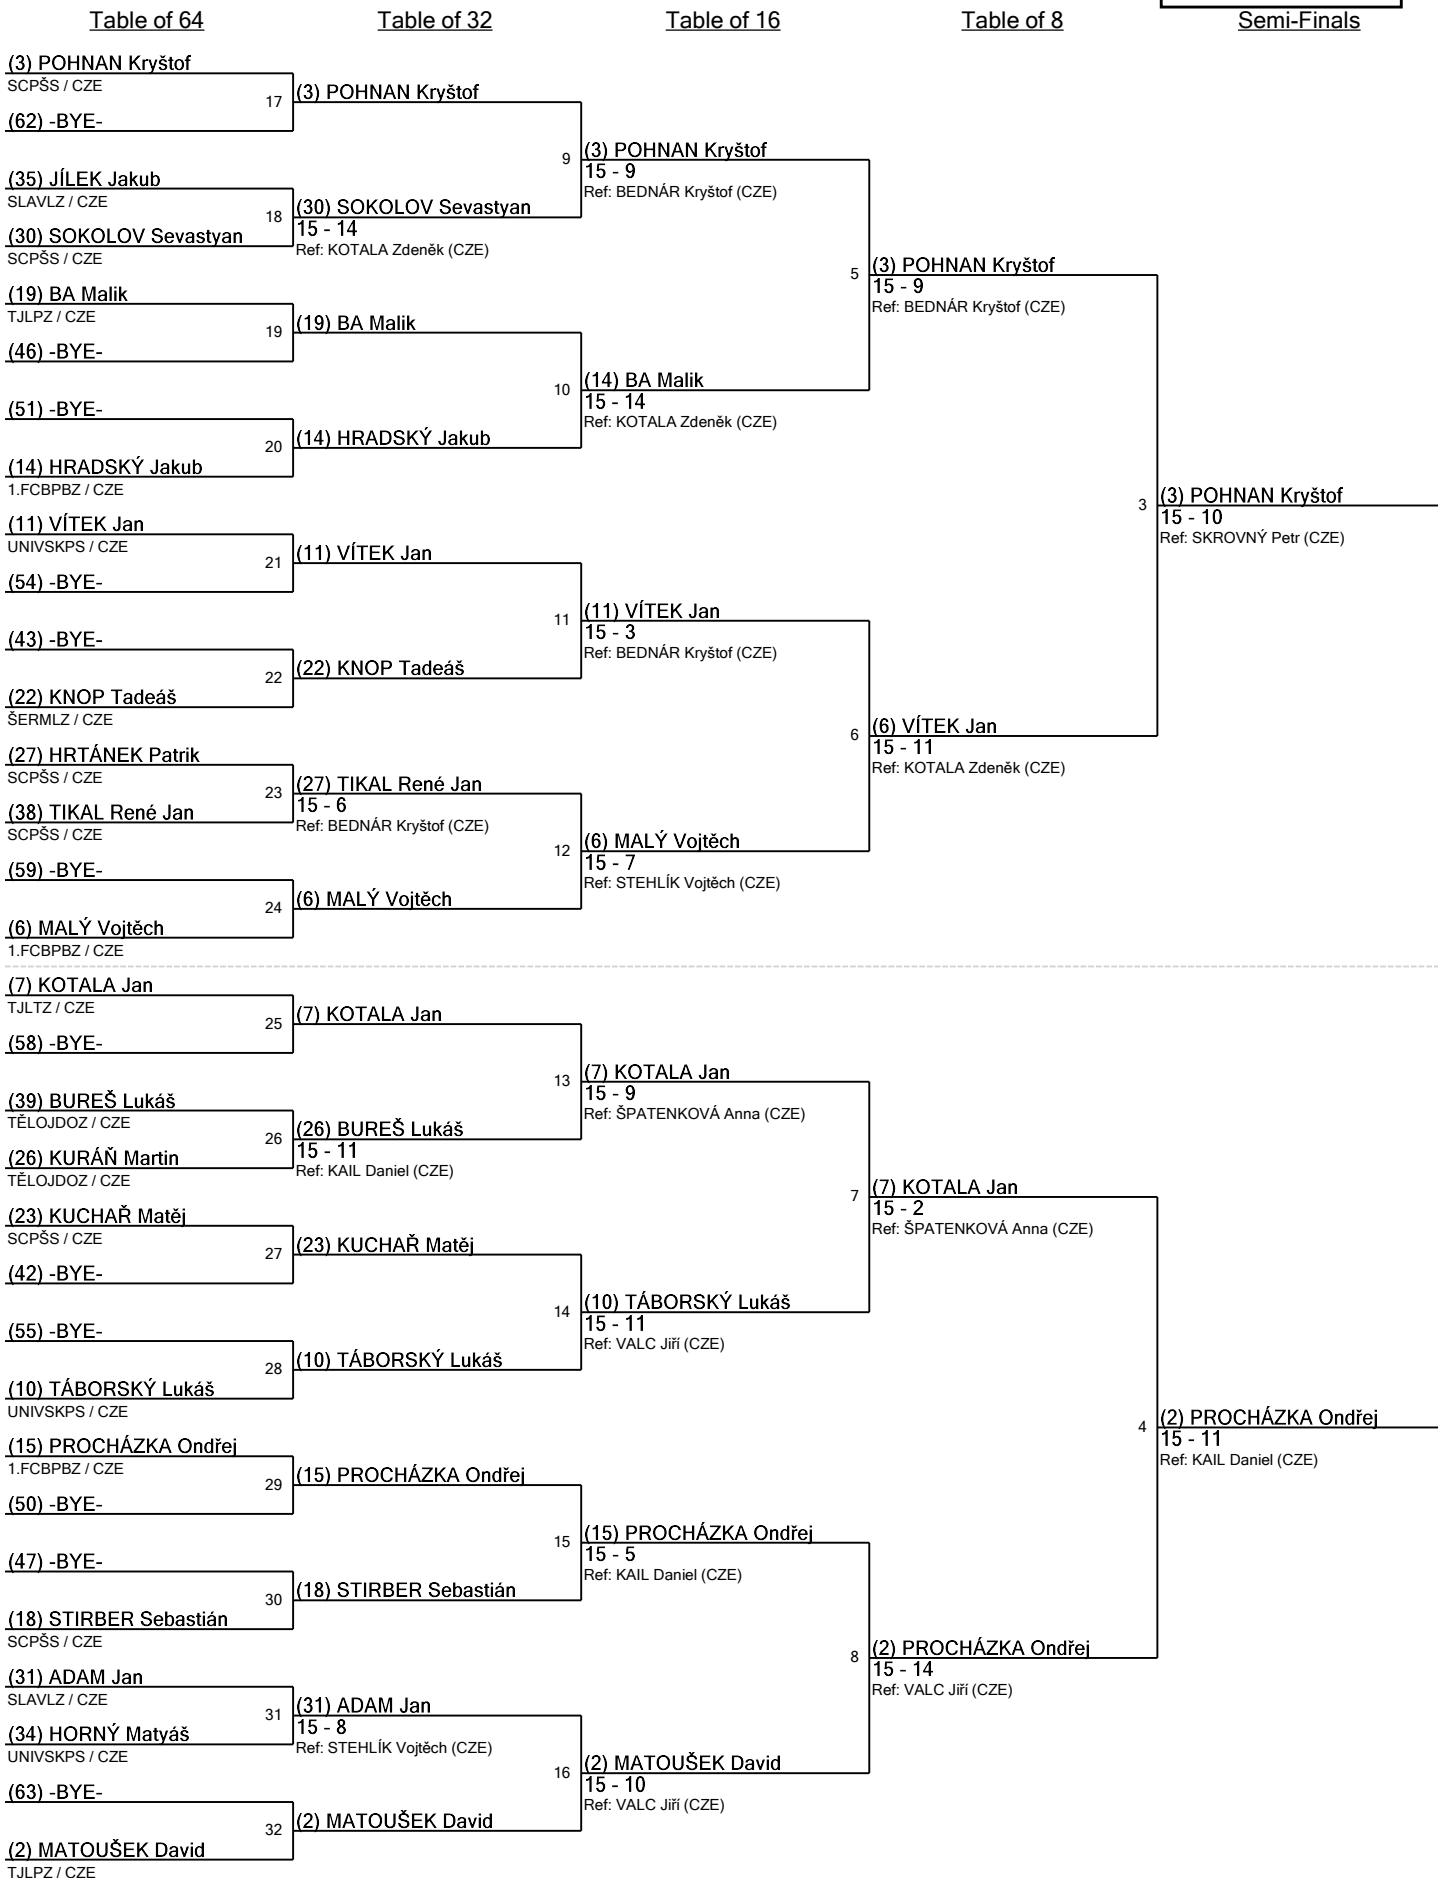 Table of 64
Table of 32
Table of 16
Table of 8
Semi-Finals
(3) POHNAN Kryštof
SCPŠS / CZE
(62) -BYE-
(35) JÍLEK Jakub
SLAVLZ / CZE
(30) SOKOLOV Sevastyan
SCPŠS / CZE
(19) BA Malik
TJLPZ / CZE
(46) -BYE-
(51) -BYE-
(14) HRADSKÝ Jakub
1.FCBPBZ / CZE
(11) VÍTEK Jan
UNIVSKPS / CZE
(54) -BYE-
(43) -BYE-
(22) KNOP Tadeáš
ŠERMLZ / CZE
(27) HRTÁNEK Patrik
SCPŠS / CZE
(38) TIKAL René Jan
SCPŠS / CZE
(59) -BYE-
(6) MALÝ Vojtěch
1.FCBPBZ / CZE
(7) KOTALA Jan
TJLTZ / CZE
(58) -BYE-
(39) BUREŠ Lukáš
TĚLOJDOZ / CZE
(26) KURÁŇ Martin
TĚLOJDOZ / CZE
(23) KUCHAŘ Matěj
SCPŠS / CZE
(42) -BYE-
(55) -BYE-
(10) TÁBORSKÝ Lukáš
UNIVSKPS / CZE
(15) PROCHÁZKA Ondřej
1.FCBPBZ / CZE
(50) -BYE-
(47) -BYE-
(18) STIRBER Sebastián
SCPŠS / CZE
(31) ADAM Jan
SLAVLZ / CZE
(34) HORNÝ Matyáš
UNIVSKPS / CZE
(63) -BYE-
(2) MATOUŠEK David
TJLPZ / CZE
17
(3) POHNAN Kryštof
18
(30) SOKOLOV Sevastyan
15 - 14
Ref: KOTALA Zdeněk (CZE)
19
(19) BA Malik
20
(14) HRADSKÝ Jakub
21
(11) VÍTEK Jan
22
(22) KNOP Tadeáš
23
(27) TIKAL René Jan
15 - 6
Ref: BEDNÁR Kryštof (CZE)
24
(6) MALÝ Vojtěch
25
(7) KOTALA Jan
26
(26) BUREŠ Lukáš
15 - 11
Ref: KAIL Daniel (CZE)
27
(23) KUCHAŘ Matěj
28
(10) TÁBORSKÝ Lukáš
29
(15) PROCHÁZKA Ondřej
30
(18) STIRBER Sebastián
31
(31) ADAM Jan
15 - 8
Ref: STEHLÍK Vojtěch (CZE)
32
(2) MATOUŠEK David
9
(3) POHNAN Kryštof
15 - 9
Ref: BEDNÁR Kryštof (CZE)
10
(14) BA Malik
15 - 14
Ref: KOTALA Zdeněk (CZE)
11
(11) VÍTEK Jan
15 - 3
Ref: BEDNÁR Kryštof (CZE)
12
(6) MALÝ Vojtěch
15 - 7
Ref: STEHLÍK Vojtěch (CZE)
13
(7) KOTALA Jan
15 - 9
Ref: ŠPATENKOVÁ Anna (CZE)
14
(10) TÁBORSKÝ Lukáš
15 - 11
Ref: VALC Jiří (CZE)
15
(15) PROCHÁZKA Ondřej
15 - 5
Ref: KAIL Daniel (CZE)
16
(2) MATOUŠEK David
15 - 10
Ref: VALC Jiří (CZE)
5
(3) POHNAN Kryštof
15 - 9
Ref: BEDNÁR Kryštof (CZE)
6
(6) VÍTEK Jan
15 - 11
Ref: KOTALA Zdeněk (CZE)
7
(7) KOTALA Jan
15 - 2
Ref: ŠPATENKOVÁ Anna (CZE)
8
(2) PROCHÁZKA Ondřej
15 - 14
Ref: VALC Jiří (CZE)
3
(3) POHNAN Kryštof
15 - 10
Ref: SKROVNÝ Petr (CZE)
4
(2) PROCHÁZKA Ondřej
15 - 11
Ref: KAIL Daniel (CZE)